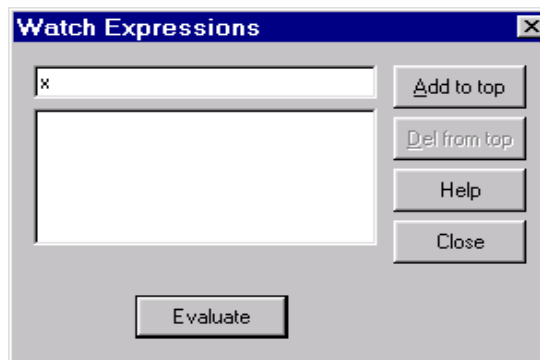 Watch Expressions
x
Add to top
Del from top
Help
Close
Evaluate